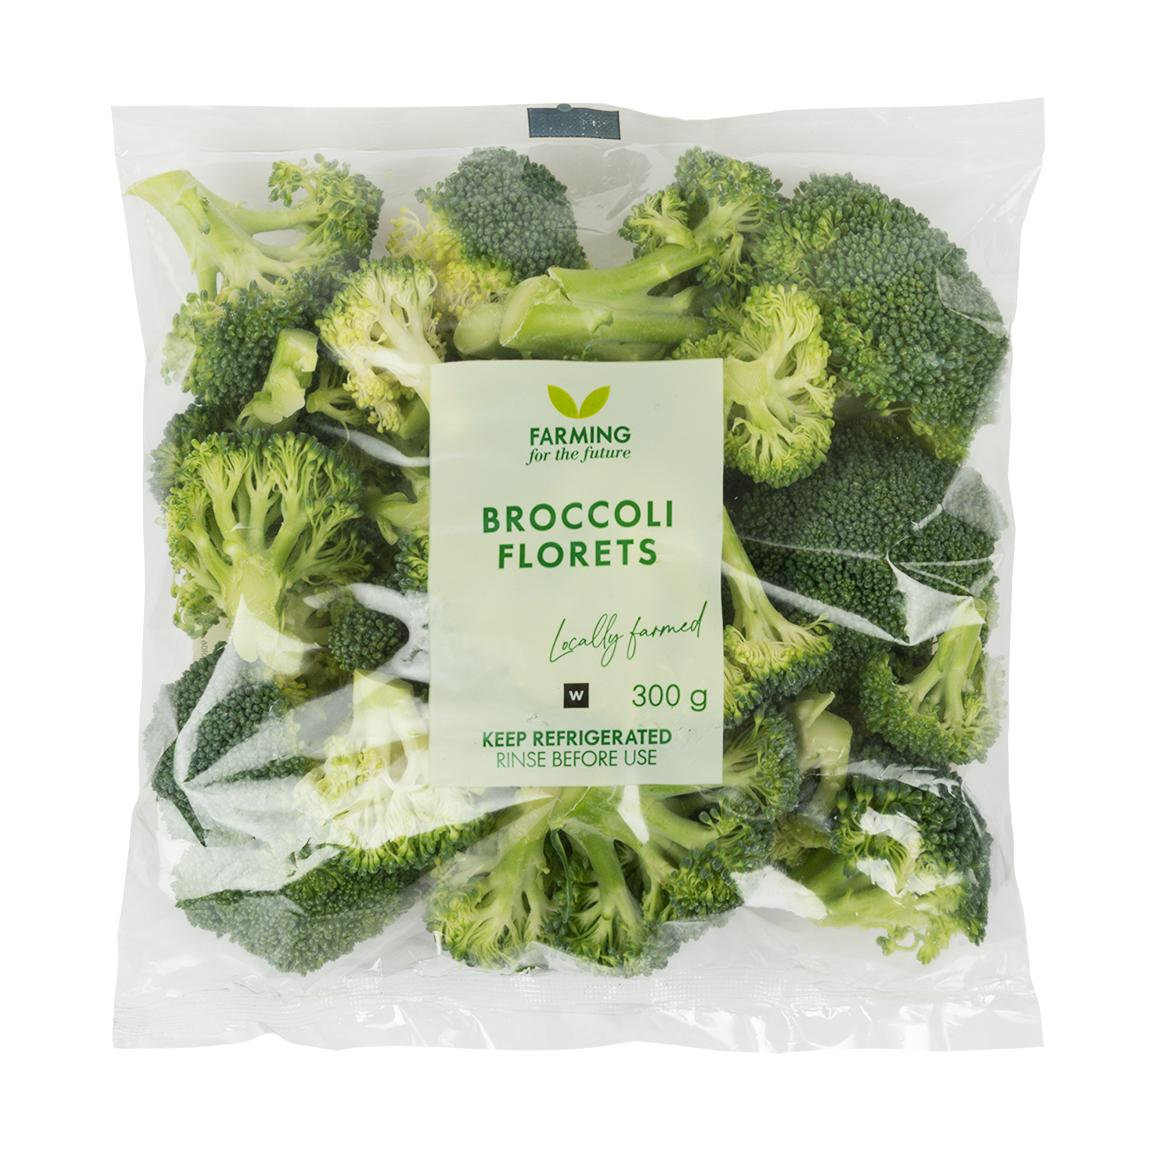 FARMING
for the future
BROCCOLI
FLORETS
Locally farmed
W 300 g
KEEP REFRIGERATED
RINSE BEFORE USE